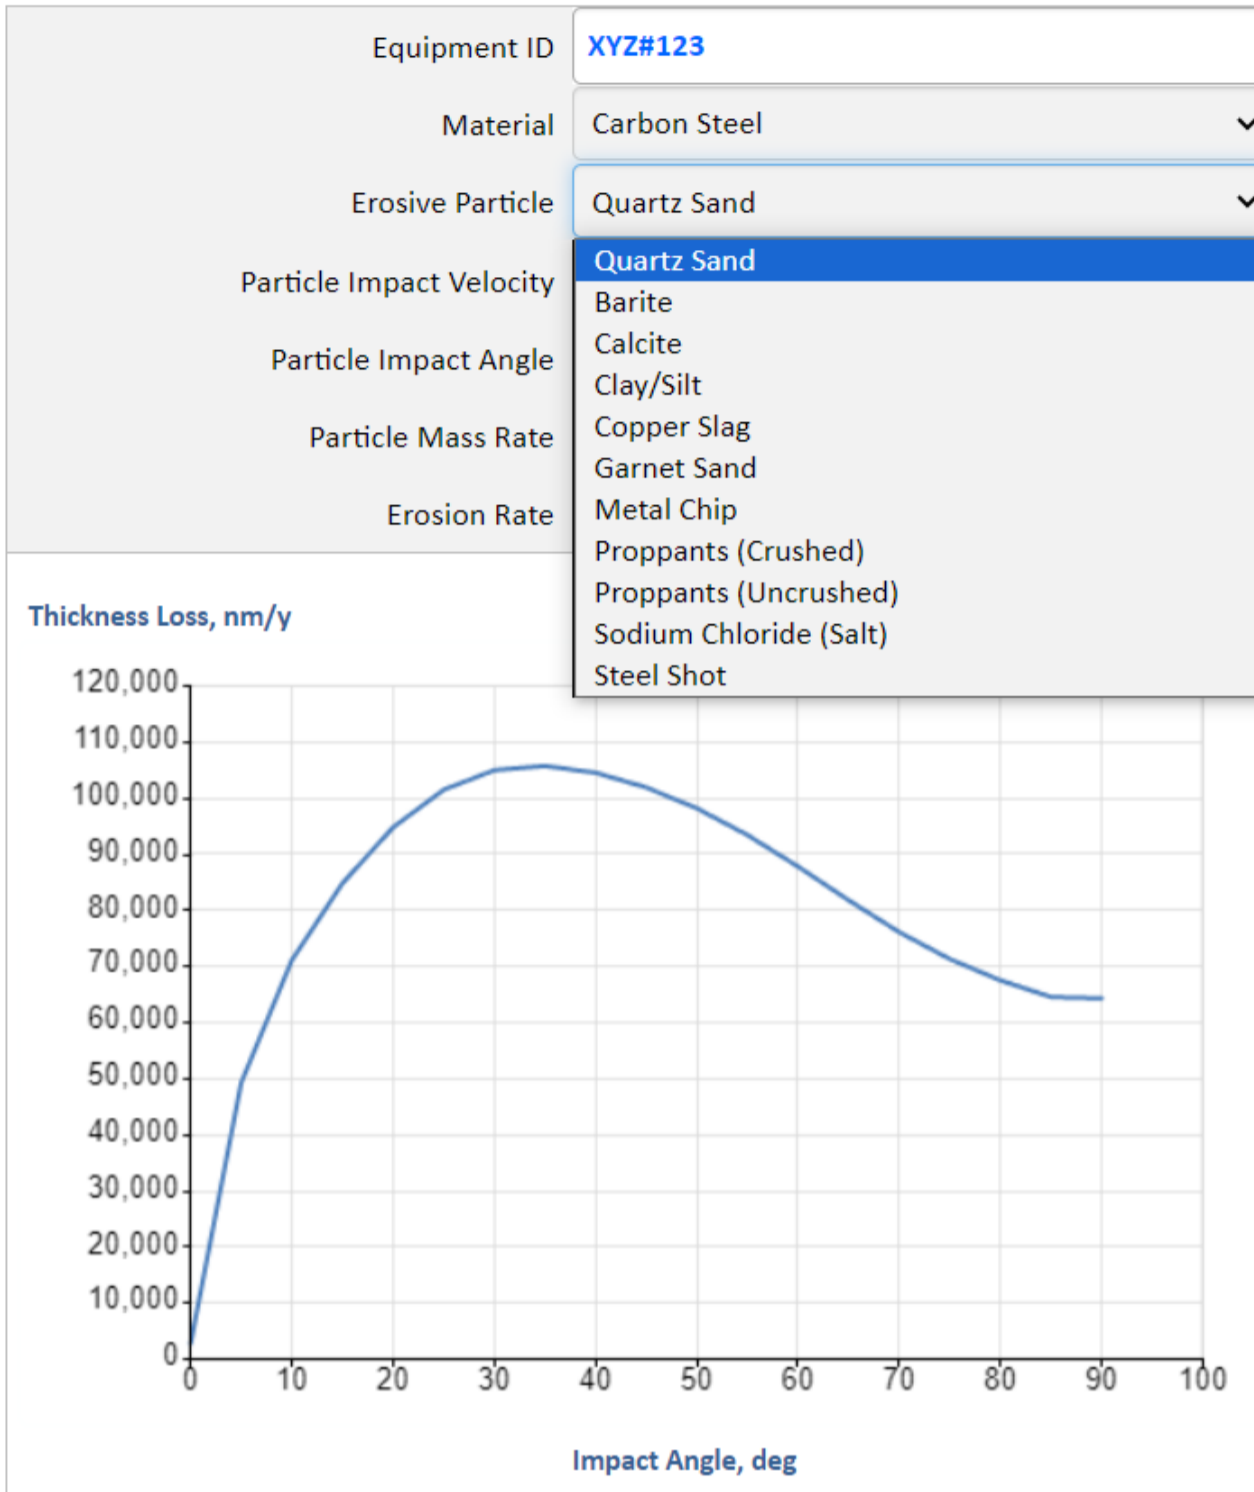 Equipment ID XYZ#123
Material Carbon Steel
Erosive Particle Quartz Sand
Quartz Sand
Particle Impact Velocity
Barite
Calcite
Particle Impact Angle
Clay/Silt
Copper Slag
Particle Mass Rate
Garnet Sand
Metal Chip
Erosion Rate
Proppants (Crushed)
Proppants (Uncrushed)
Sodium Chloride (Salt)
Steel Shot
Thickness Loss, nm/y
120,000
110,000
100,000
90,000
80,000
70,000
60,000
50,000
40,000
30,000
20,000
10,000
0
0 10 20 30 40 50 60 70 80 90 100
Impact Angle, deg